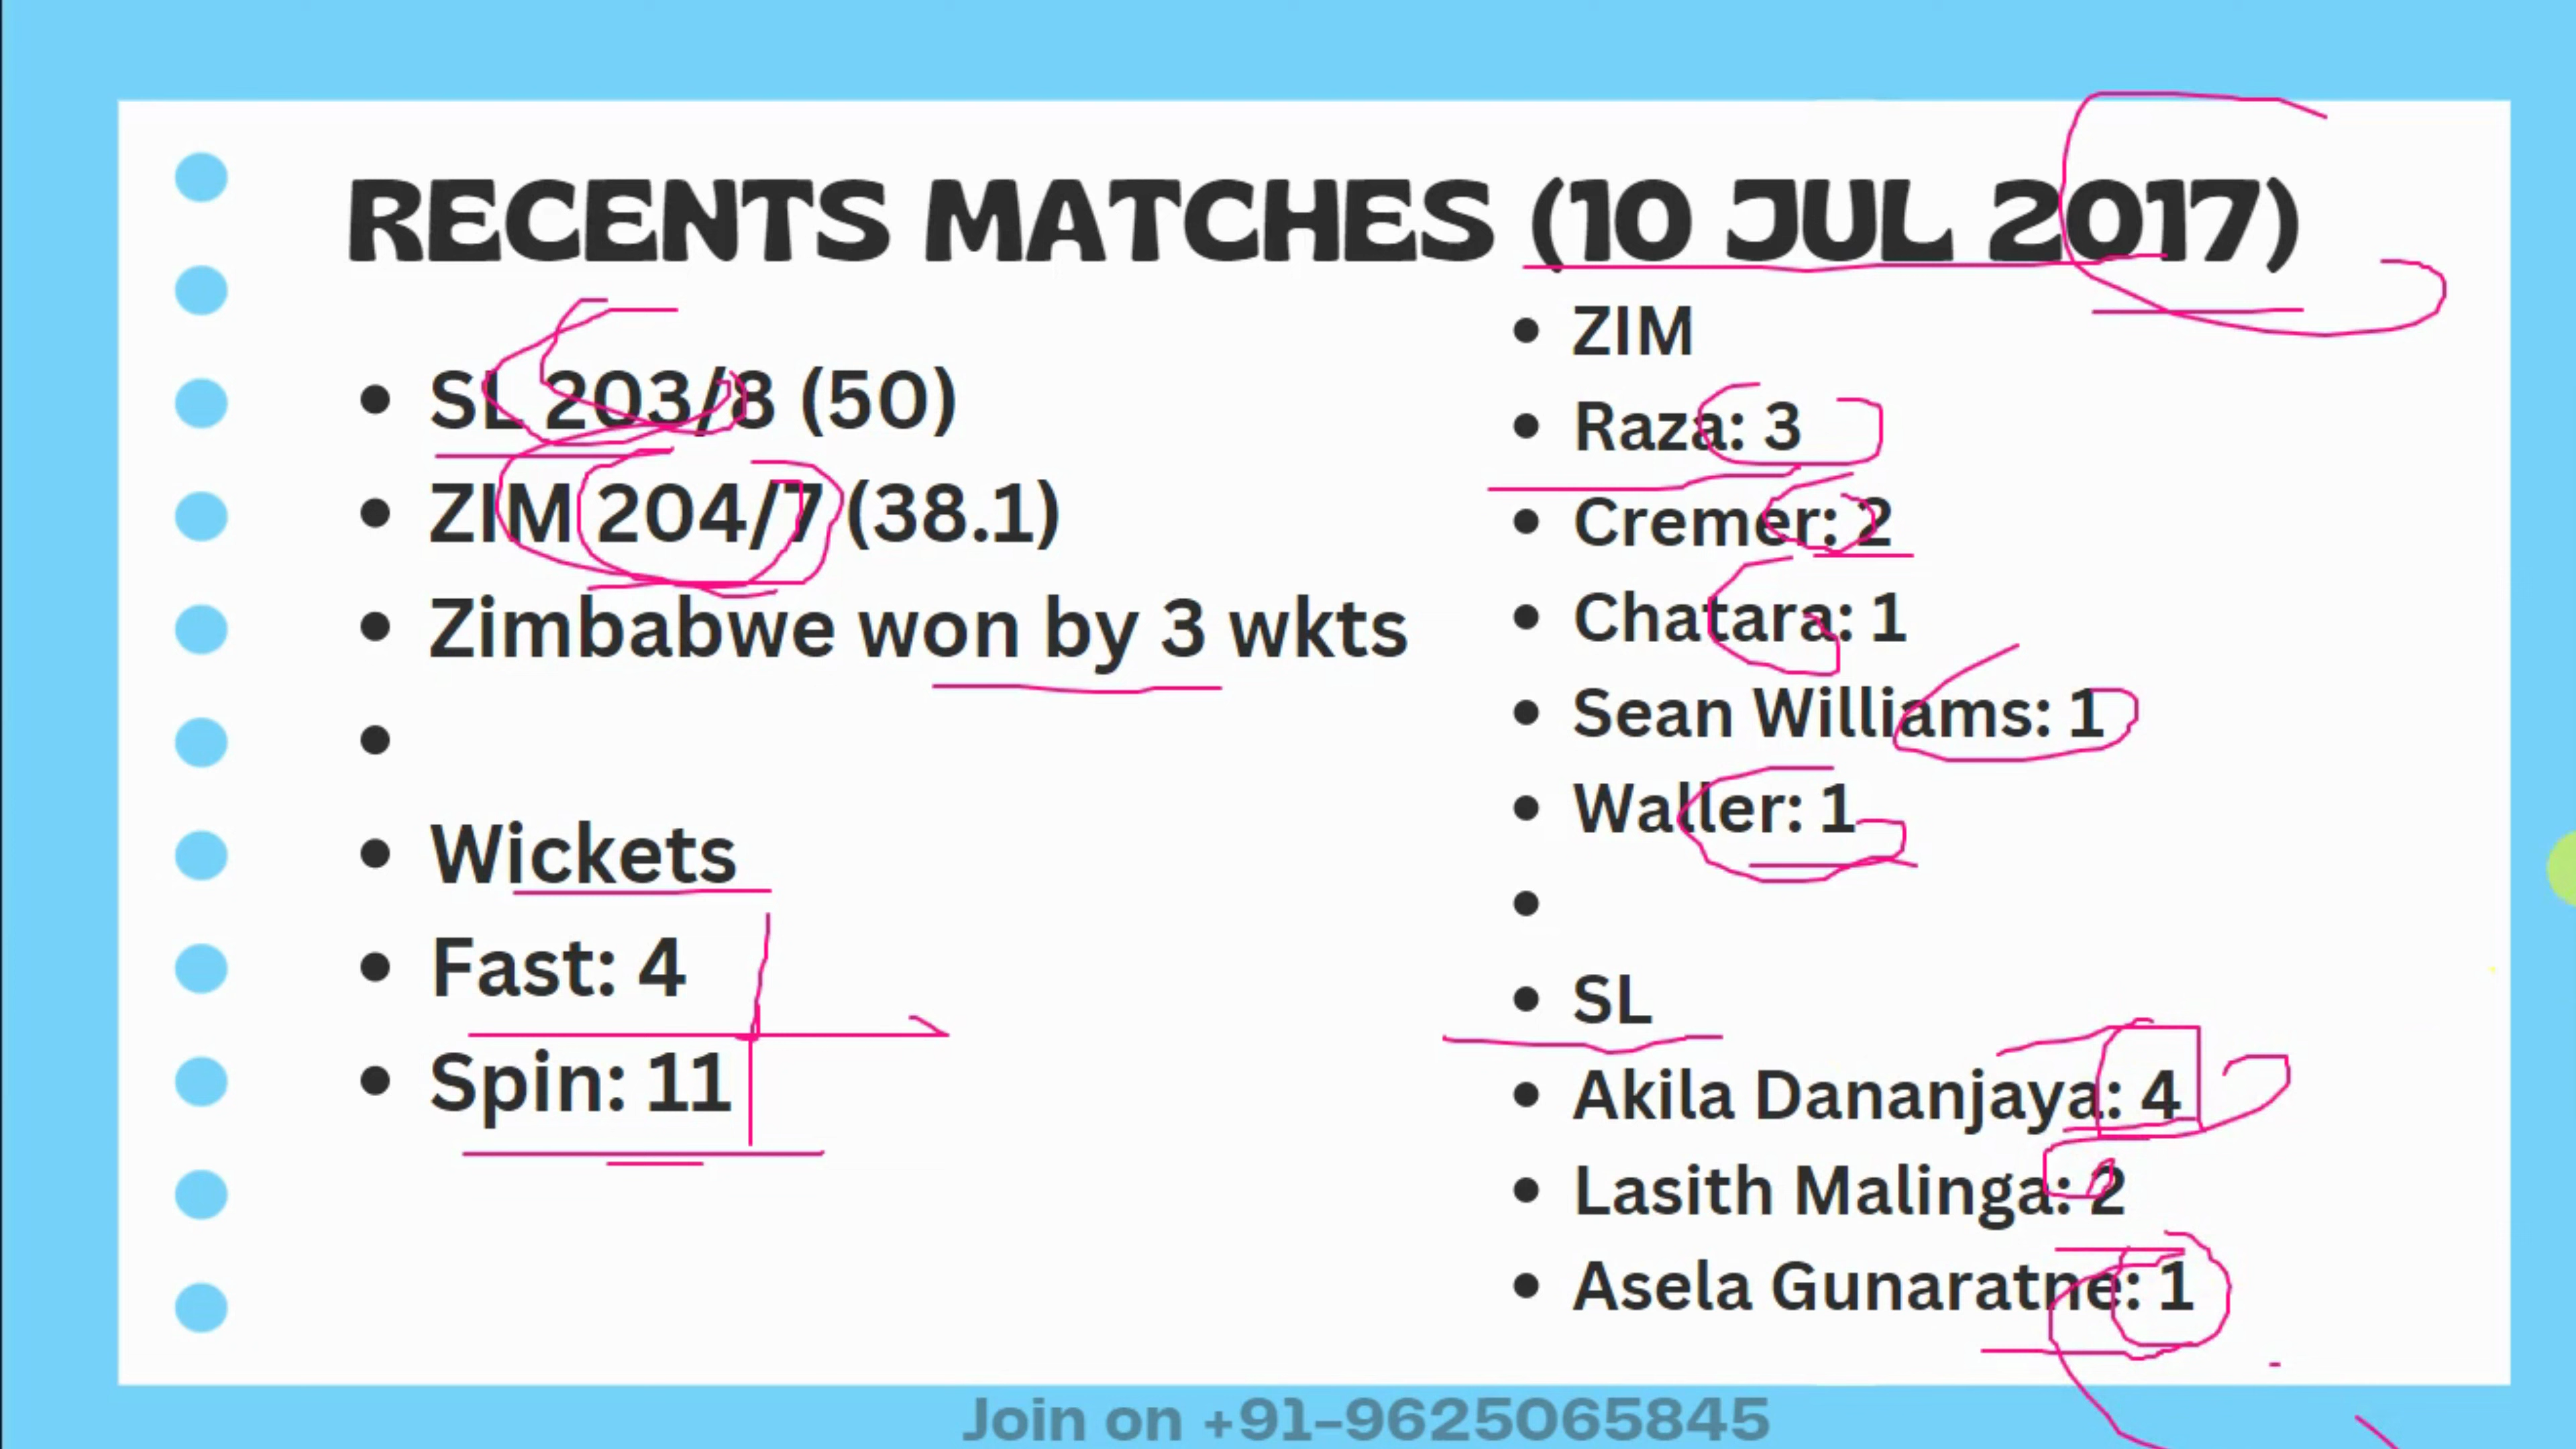 RECENTS MATCHES (10 JUL 2017)
SL 203/8 (50)
ZIM 204/7 (38.1)
Zimbabwe won by 3 wkts
Wickets
Fast: 4
Spin: 11
ZIM
Raza: 3
Cremer: 2
Chatara: 1
Sean Williams: 1
Waller: 1
SL
Akila Dananjaya: 4
Lasith Malinga: 2
Asela Gunaratne: 1
Join on +91-9625065845